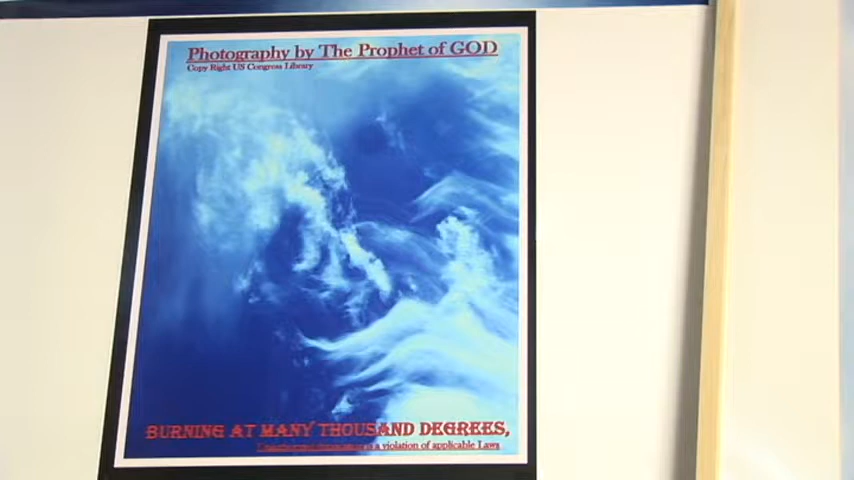 Photography by The Prophet of GOD
Copy Right US Congress Library
BURNING AT MANY THOUSAND DEGREES,
is a violation of applicable Laws